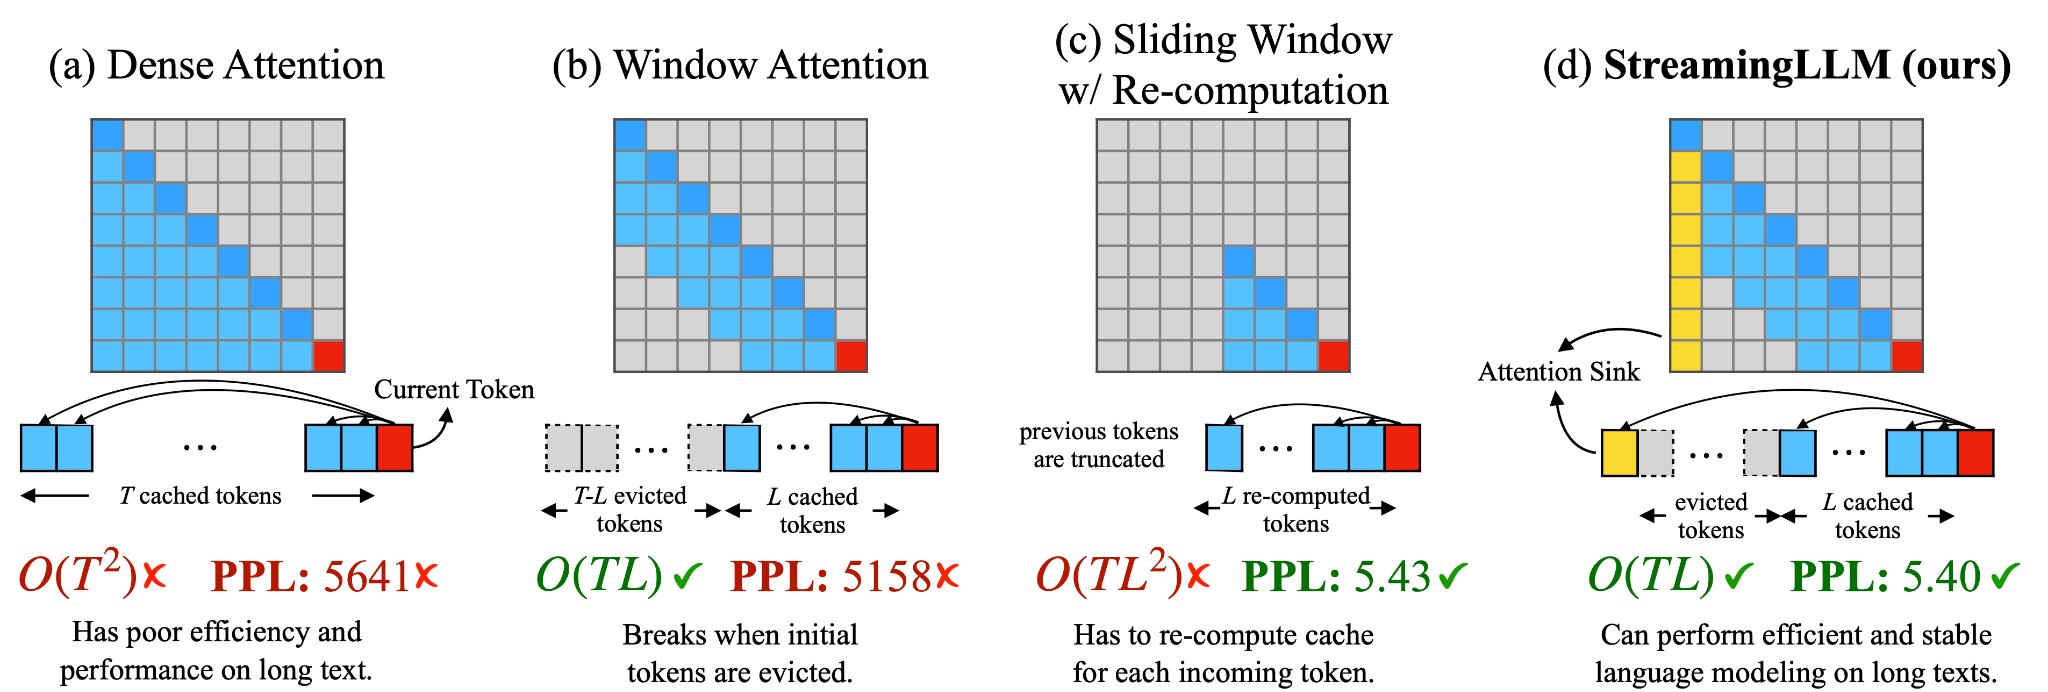 (a) Dense Attention
Current Token
...
T cached tokens
O(T²)✗ PPL: 5641✗
Has poor efficiency and
performance on long text.
(b) Window Attention
... ...
T-L evicted
tokens
L cached
tokens
O(TL) ✓ PPL: 5158✗
Breaks when initial
tokens are evicted.
(c) Sliding Window
w/ Re-computation
previous tokens
are truncated
...
L re-computed
tokens
O(TL²)✗ PPL: 5.43✓
Has to re-compute cache
for each incoming token.
(d) StreamingLLM (ours)
Attention Sink
... ...
evicted
tokens
L cached
tokens
O(TL) ✓ PPL: 5.40 ✓
Can perform efficient and stable
language modeling on long texts.